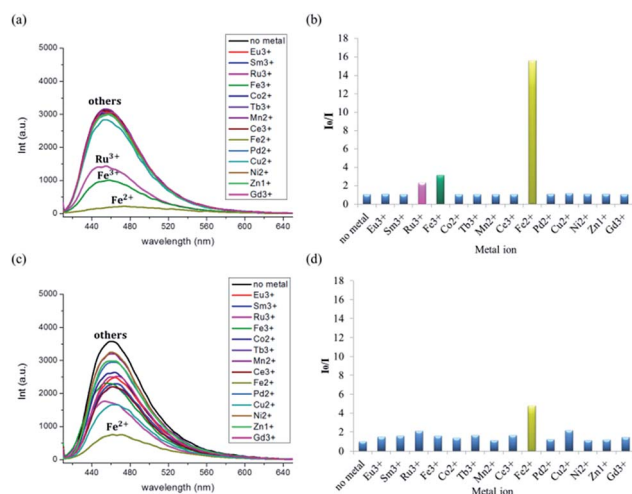 (a)
5000
4000
3000
2000
1000
0
Int (a.u.)
440 480 520 560 600 640
wavelength (nm)
others
Ru³⁺
Fe³⁺
Fe²⁺
no metal
Eu3+
Sm3+
Ru3+
Fe3+
Co2+
Tb3+
Mn2+
Ce3+
Fe2+
Pd2+
Cu2+
Ni2+
Zn1+
Gd3+
(b)
18
16
14
12
10
8
6
4
2
0
I₀/I
no metal
Eu3+
Sm3+
Ru3+
Fe3+
Co2+
Tb3+
Mn2+
Ce3+
Fe2+
Pd2+
Cu2+
Ni2+
Zn1+
Gd3+
Metal ion
(c)
5000
4000
3000
2000
1000
0
Int (a.u.)
440 480 520 560 600 640
wavelength (nm)
others
Fe²⁺
no metal
Eu3+
Sm3+
Ru3+
Fe3+
Co2+
Tb3+
Mn2+
Ce3+
Fe2+
Pd2+
Cu2+
Ni2+
Zn1+
Gd3+
(d)
18
16
14
12
10
8
6
4
2
0
I₀/I
no metal
Eu3+
Sm3+
Ru3+
Fe3+
Co2+
Tb3+
Mn2+
Ce3+
Fe2+
Pd2+
Cu2+
Ni2+
Zn1+
Gd3+
Metal ion